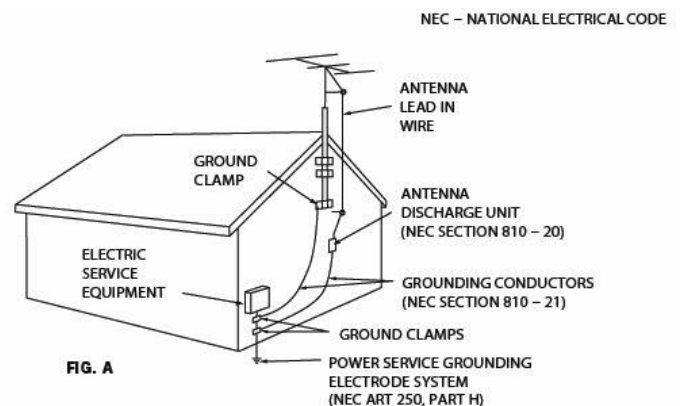 NEC – NATIONAL ELECTRICAL CODE
ANTENNA
LEAD IN
WIRE
GROUND
CLAMP
ANTENNA
DISCHARGE UNIT
(NEC SECTION 810 – 20)
ELECTRIC
SERVICE
EQUIPMENT
GROUNDING CONDUCTORS
(NEC SECTION 810 – 21)
GROUND CLAMPS
FIG. A
POWER SERVICE GROUNDING
ELECTRODE SYSTEM
(NEC ART 250, PART H)